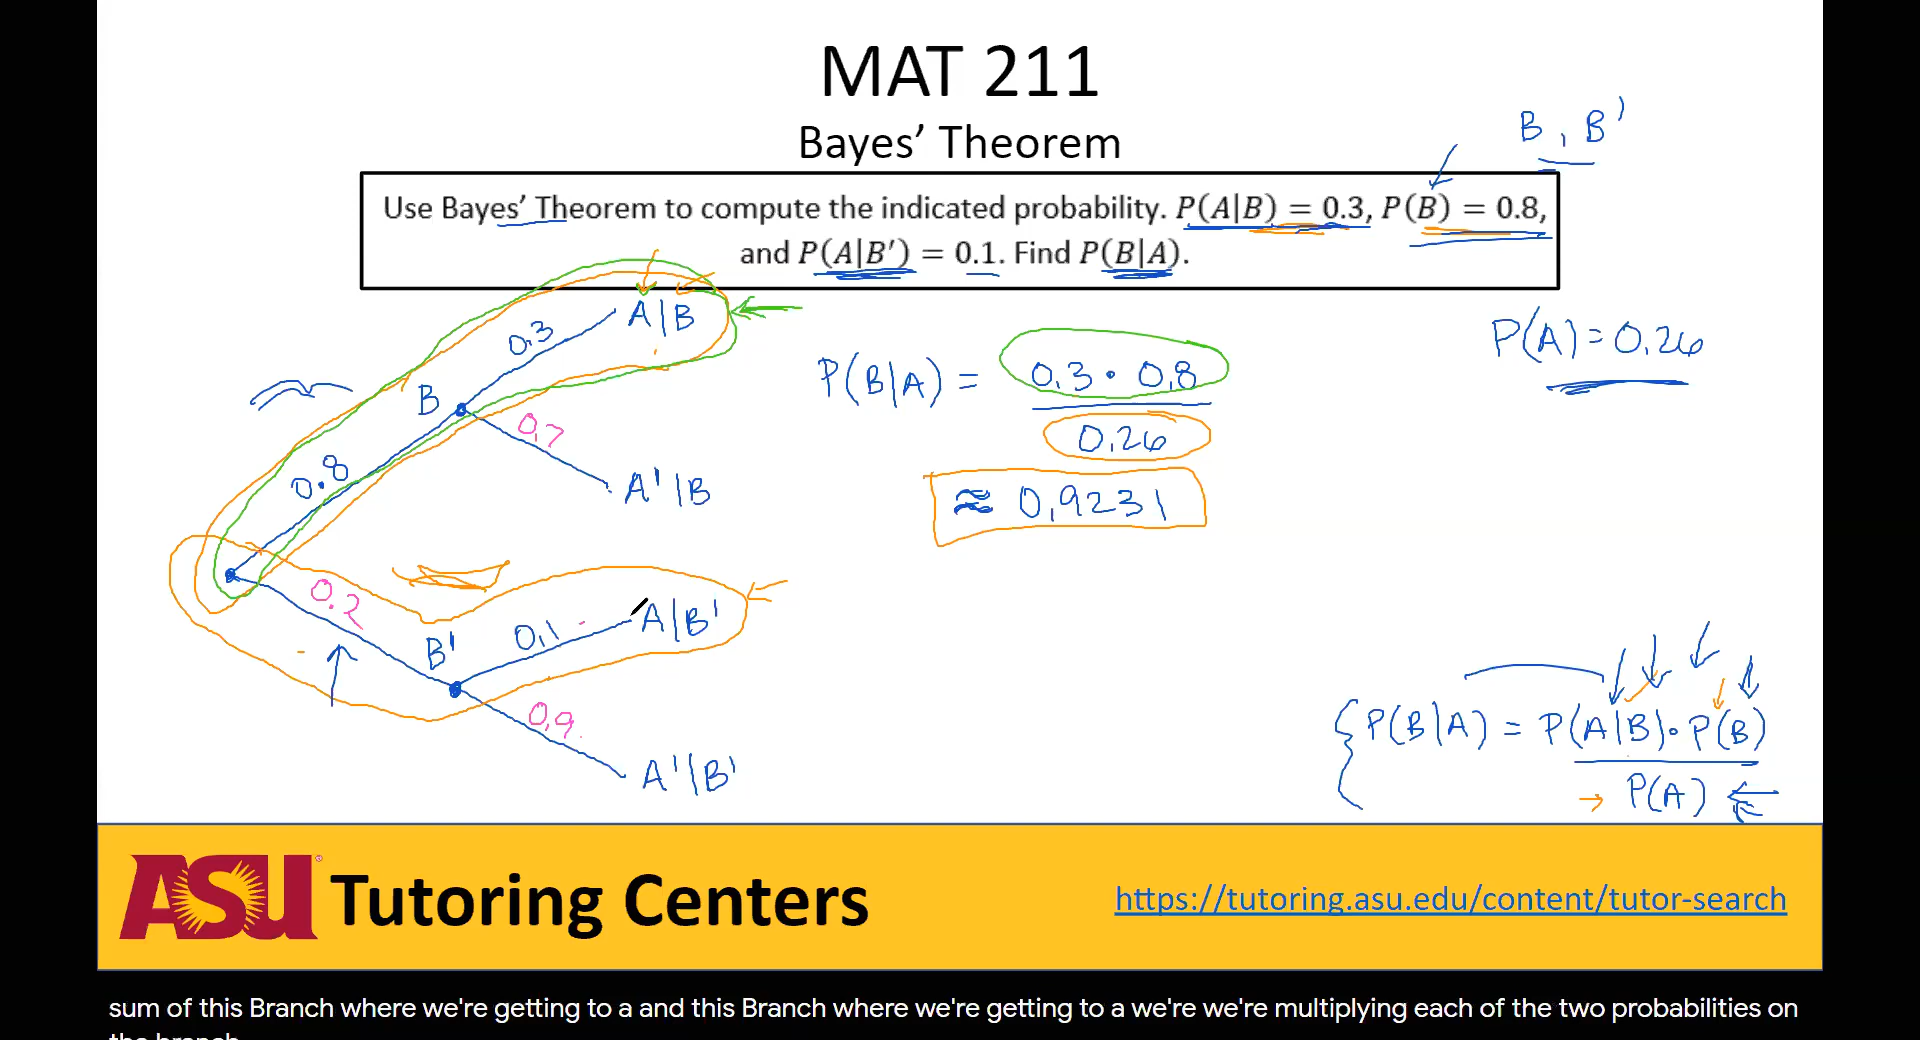 MAT 211
Bayes’ Theorem
B , B'
Use Bayes’ Theorem to compute the indicated probability. P(A|B) = 0.3, P(B) = 0.8,
and P(A|B′) = 0.1. Find P(B|A).
A|B
0.3
B
0.7
0.8
A'|B
0.2
B'
0.1
A|B'
0.9
A'|B'
P(B|A) = 0.3 · 0.8
0.26
≈ 0.9231
P(A) = 0.26
P(B|A) = P(A|B) · P(B)
P(A)
ASU Tutoring Centers
https://tutoring.asu.edu/content/tutor-search
sum of this Branch where we're getting to a and this Branch where we're getting to a we're we're multiplying each of the two probabilities on
the branch